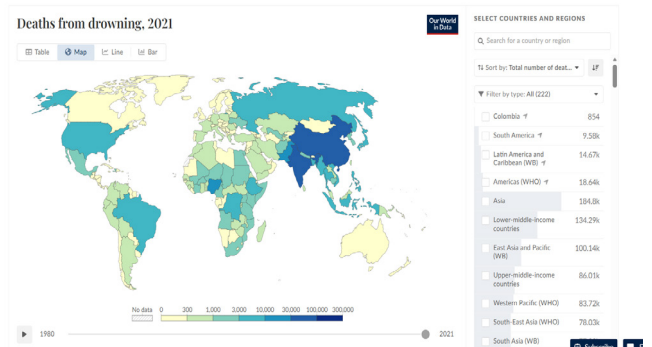 Deaths from drowning, 2021
Our World
in Data
Table Map Line Bar
No data 0 300 1,000 3,000 10,000 30,000 100,000 300,000
1980 2021
SELECT COUNTRIES AND REGIONS
Search for a country or region
Sort by: Total number of deat...
Filter by type: All (222)
Colombia 854
South America 9.58k
Latin America and
Caribbean (WB) 14.67k
Americas (WHO) 18.64k
Asia 184.8k
Lower-middle-income
countries 134.29k
East Asia and Pacific
(WB) 100.14k
Upper-middle-income
countries 86.01k
Western Pacific (WHO) 83.72k
South-East Asia (WHO) 78.03k
South Asia (WB)